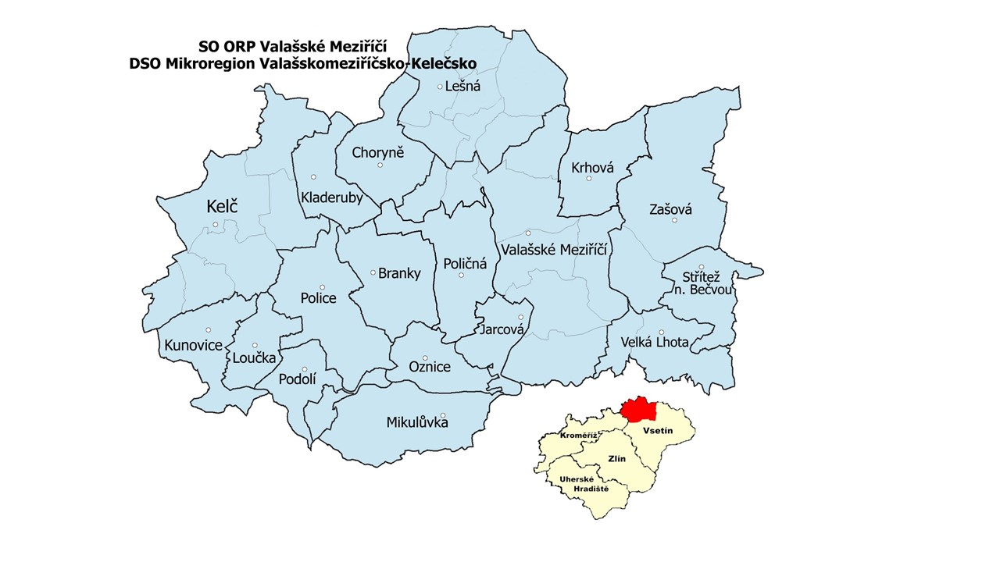 SO ORP Valašské Meziříčí
DSO Mikroregion Valašskomeziříčsko-Kelečsko
Lešná
Choryně
Krhová
Kladeruby
Kelč
Zašová
Valašské Meziříčí
Poličná
Branky
Střítež
n. Bečvou
Police
Jarcová
Kunovice
Velká Lhota
Loučka
Oznice
Podolí
Mikulůvka
Vsetín
Kroměříž
Zlín
Uherské
Hradiště